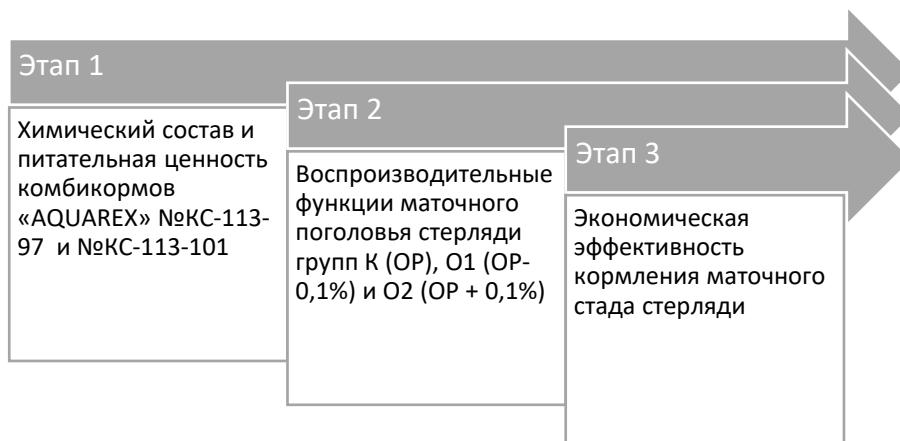 Этап 1
Химический состав и
питательная ценность
комбикормов
«AQUAREX» №КС-113-
97 и №КС-113-101
Этап 2
Воспроизводительные
функции маточного
поголовья стерляди
групп К (ОР), О1 (ОР-
0,1%) и О2 (ОР + 0,1%)
Этап 3
Экономическая
эффективность
кормления маточного
стада стерляди